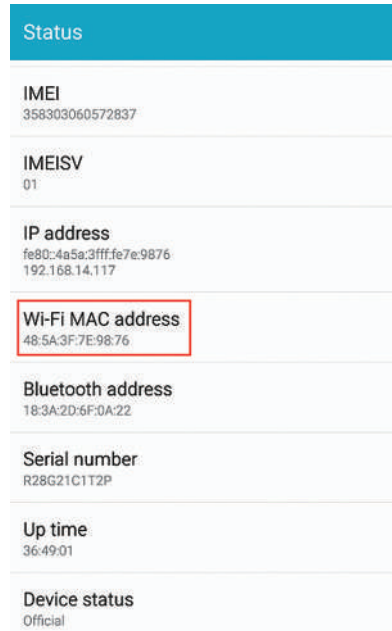 Status
IMEI
358303060572837
IMEISV
01
IP address
fe80::4a5a:3fff:fe7e:9876
192.168.14.117
Wi-Fi MAC address
48:5A:3F:7E:98:76
Bluetooth address
18:3A:2D:6F:0A:22
Serial number
R28G21C1T2P
Up time
36:49:01
Device status
Official